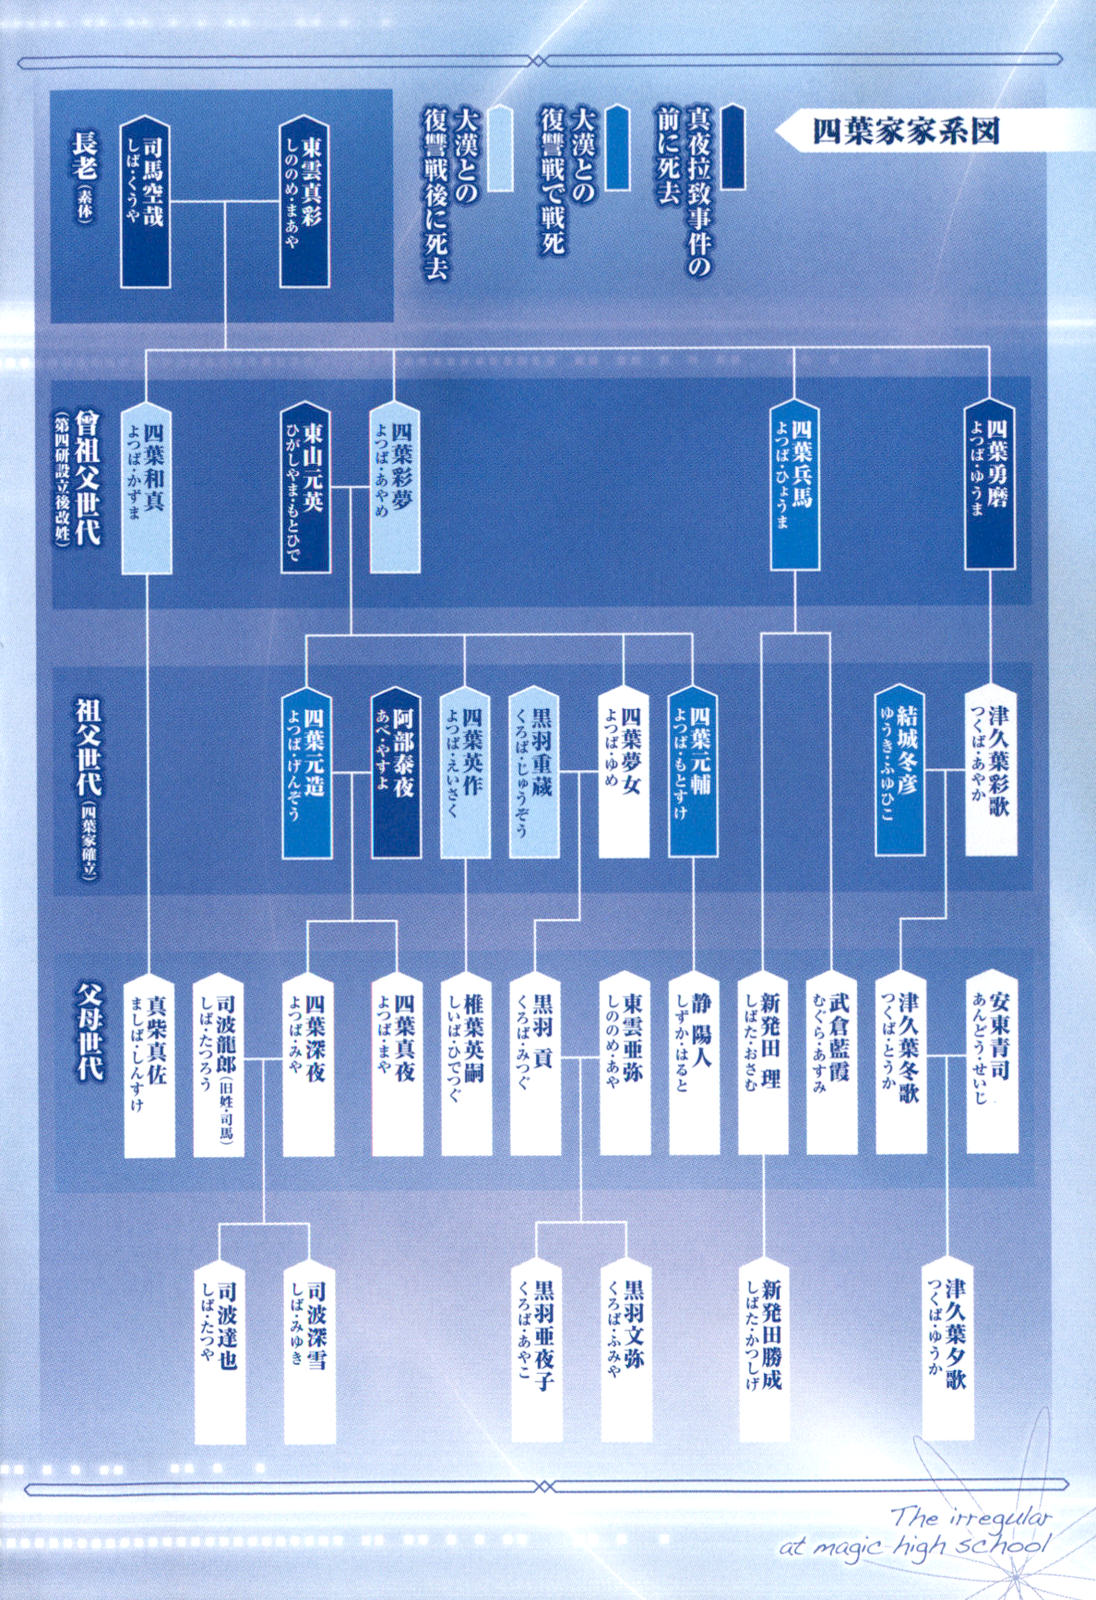 四葉家家系図
真夜拉致事件の
前に死去
大漢との
復讐戦で戦死
大漢との
復讐戦後に死去
長老(素体)
東雲真彩
しののめ・まあや
司馬空哉
しば・くうや
曾祖父世代
(第四研設立後改姓)
四葉勇磨
よつば・ゆうま
四葉兵馬
よつば・ひょうま
四葉彩夢
よつば・あやめ
東山元英
ひがしやま・もとひで
四葉和真
よつば・かずま
祖父世代(四葉家確立)
津久葉彩歌
つくば・あやか
結城冬彦
ゆうき・ふゆひこ
四葉元輔
よつば・もとすけ
四葉夢女
よつば・ゆめ
黒羽重蔵
くろば・じゅうぞう
四葉英作
よつば・えいさく
阿部泰夜
あべ・やすよ
四葉元造
よつば・げんぞう
父母世代
安東青司
あんどう・せいじ
津久葉冬歌
つくば・とうか
武倉藍霞
むぐら・あすみ
新発田 理
しばた・おさむ
静 陽人
しずか・はると
東雲亜弥
しののめ・あや
黒羽 貢
くろば・みつぐ
椎葉英嗣
しいば・ひでつぐ
四葉真夜
よつば・まや
四葉深夜
よつば・みや
司波龍郎(旧姓・司馬)
しば・たつろう
真柴真佐
ましば・しんすけ
津久葉夕歌
つくば・ゆうか
新発田勝成
しばた・かつしげ
黒羽文弥
くろば・ふみや
黒羽亜夜子
くろば・あやこ
司波深雪
しば・みゆき
司波達也
しば・たつや
The irregular
at magic high school